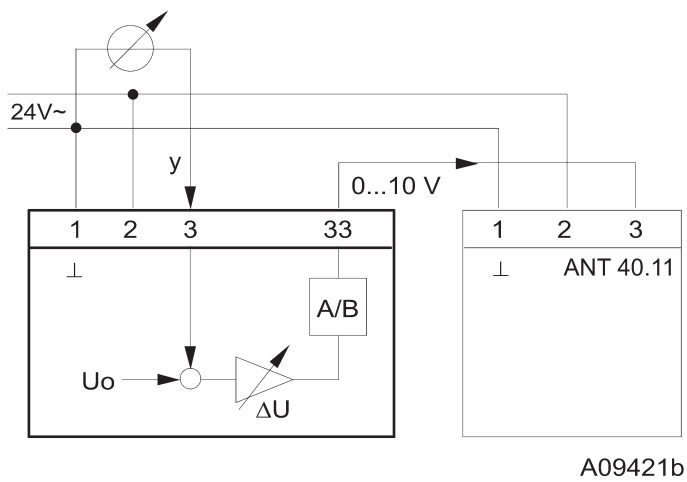 24V~
y
0...10 V
1 2 3 33
1 2 3
⊥
⊥ ANT 40.11
A/B
Uo
ΔU
A09421b